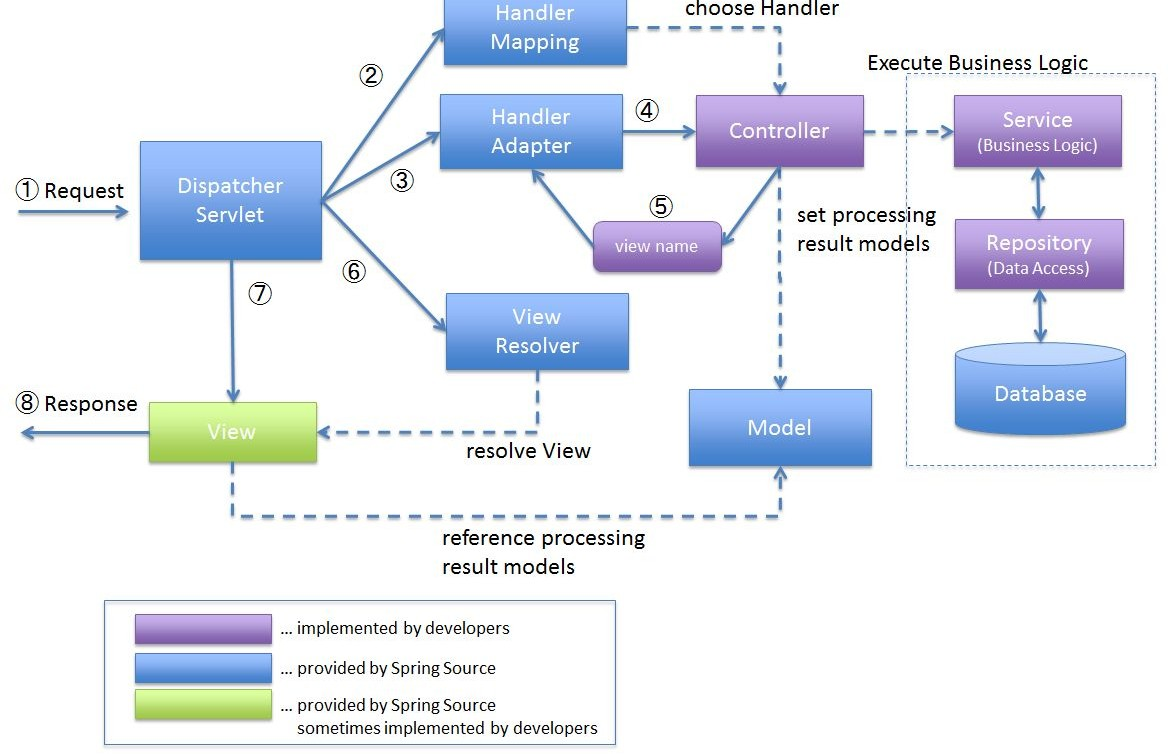 choose Handler
Handler
Mapping
②
Execute Business Logic
Handler
Adapter
④
Controller
Service
(Business Logic)
① Request
Dispatcher
Servlet
③
⑤
view name
set processing
result models
Repository
(Data Access)
⑥
⑦
View
Resolver
Database
⑧ Response
View
resolve View
Model
reference processing
result models
... implemented by developers
... provided by Spring Source
... provided by Spring Source
sometimes implemented by developers